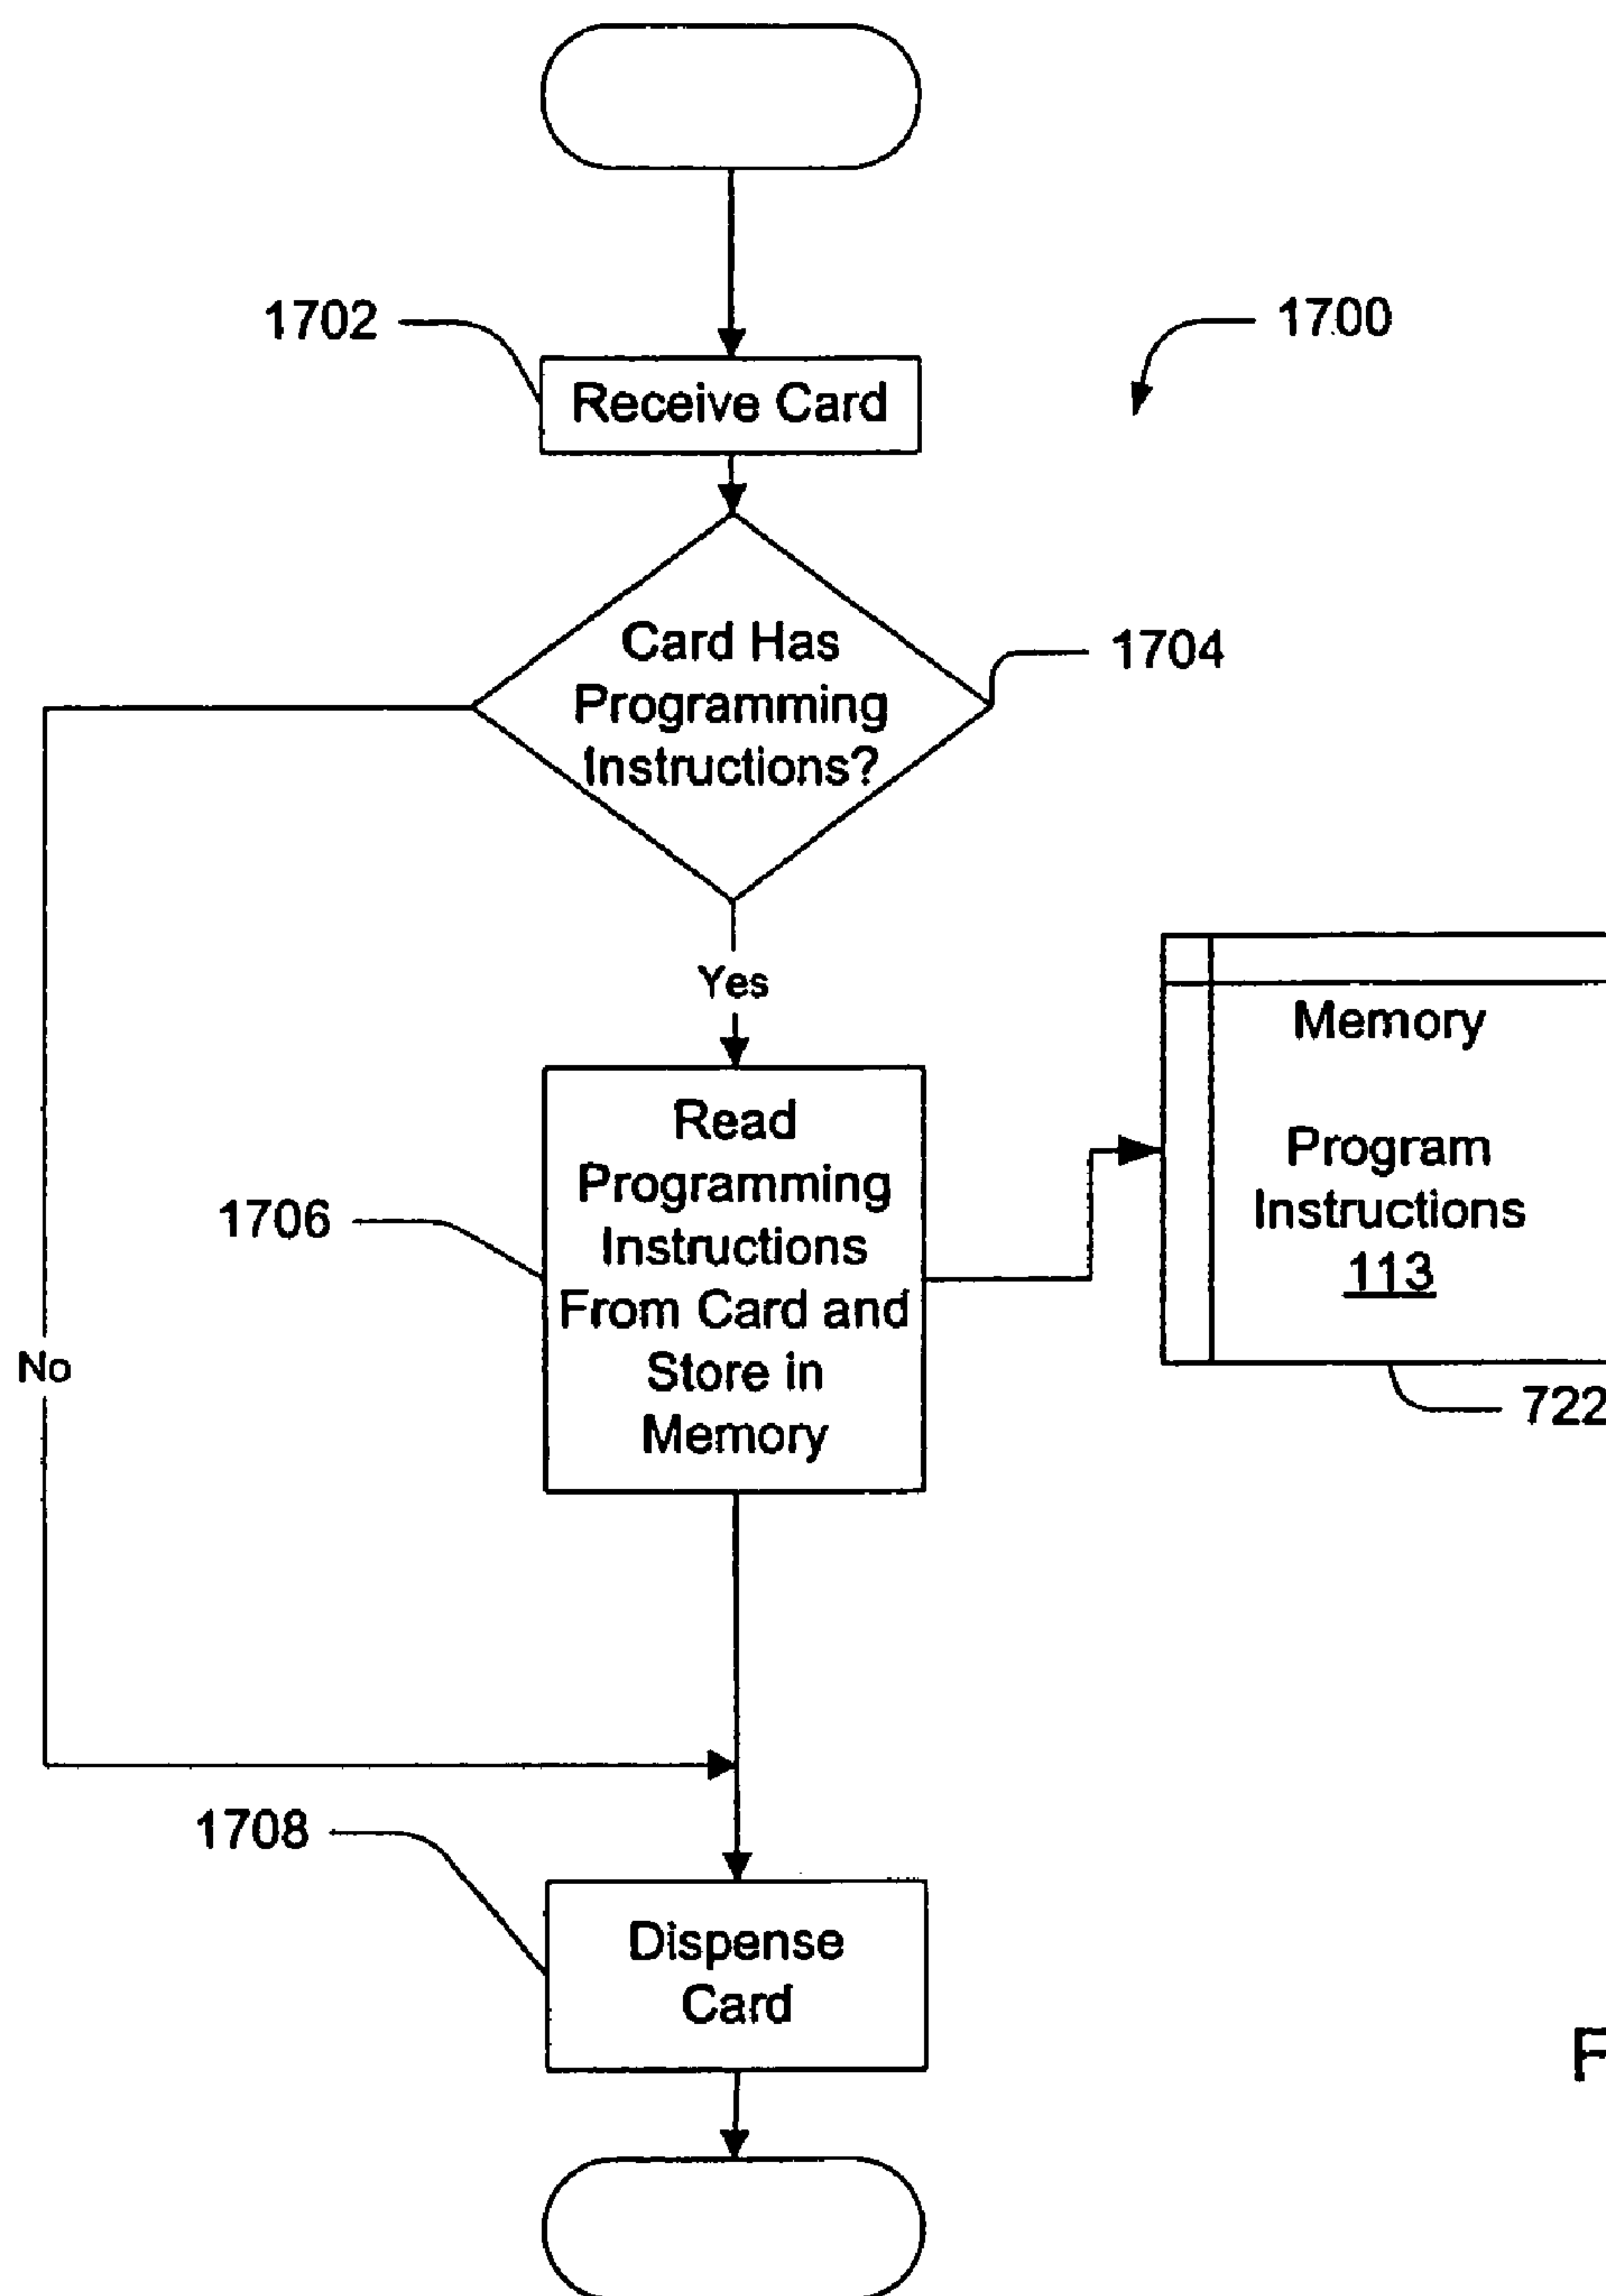 1702
1700
Receive Card
Card Has
Programming
Instructions?
1704
Yes
Memory
Program
Instructions
113
722
Read
Programming
Instructions
From Card and
Store in
Memory
1706
No
1708
Dispense
Card
F